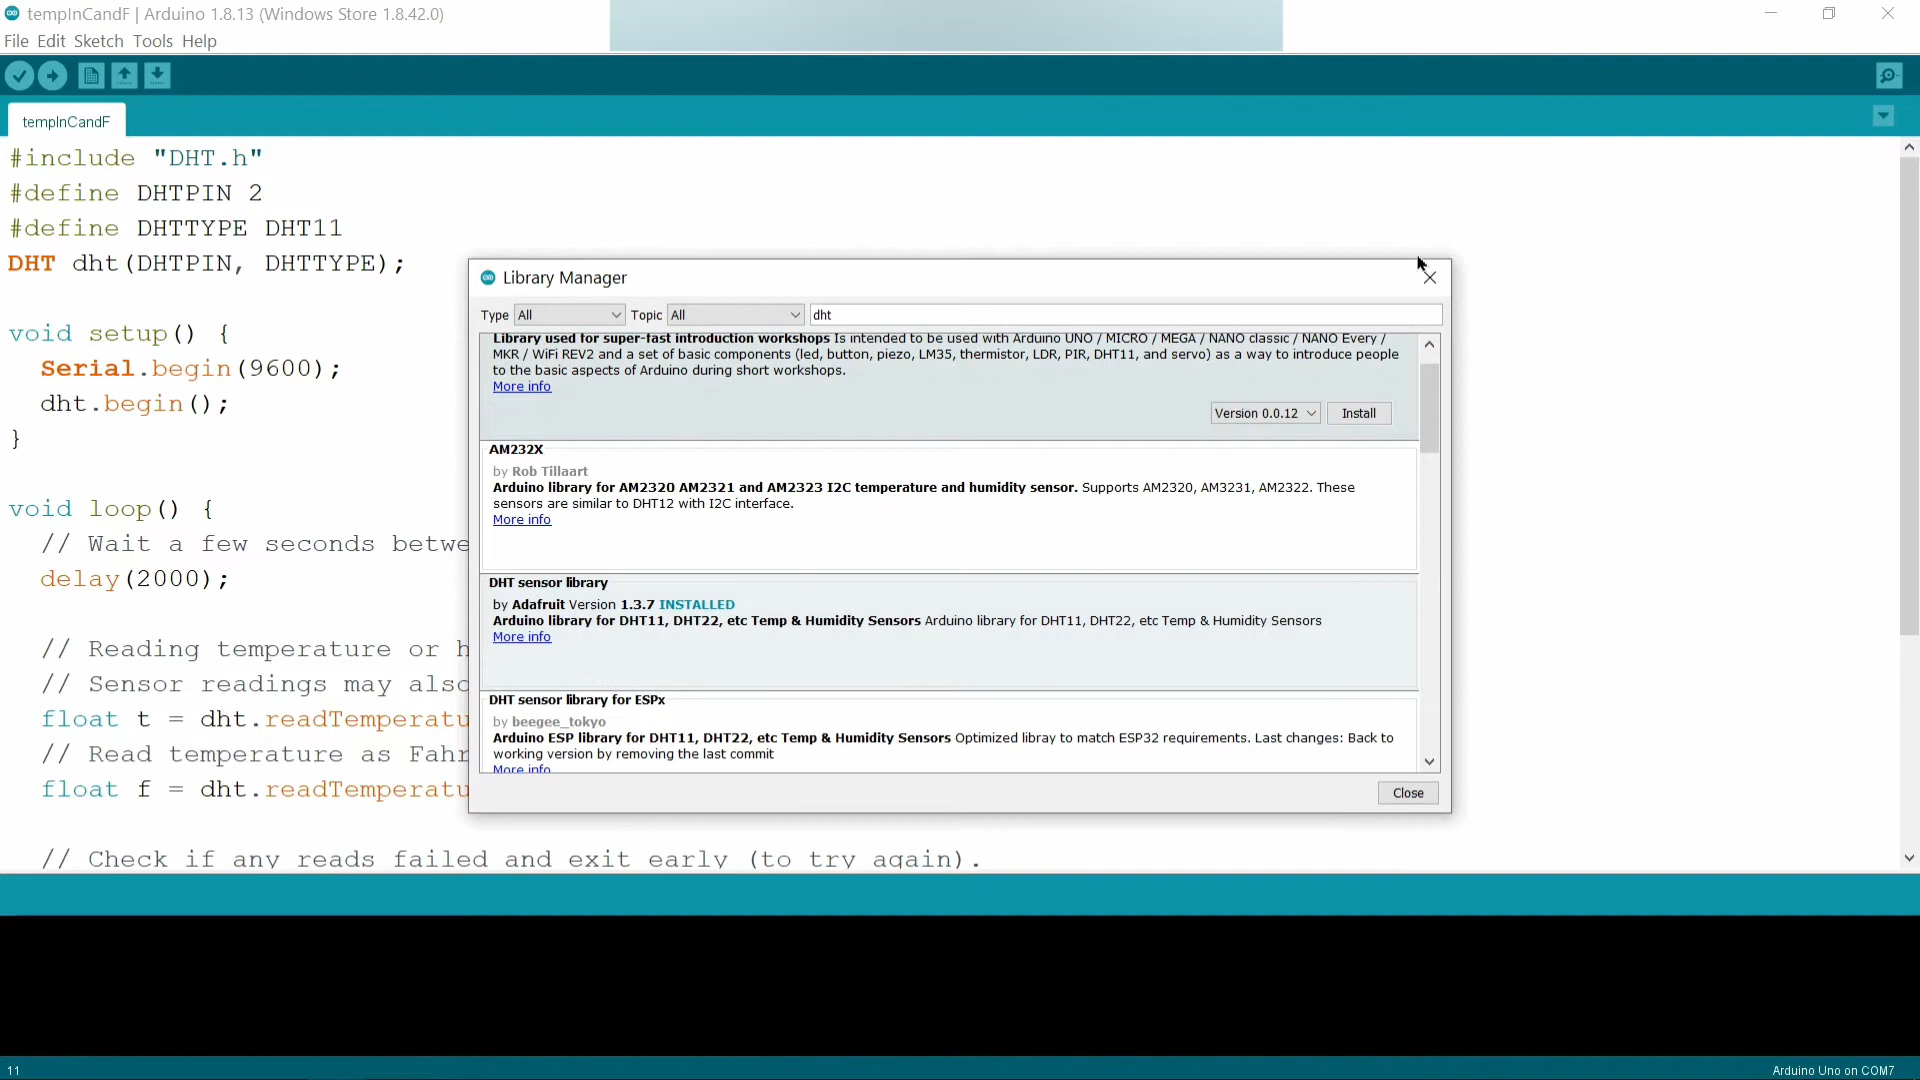 tempInCandF | Arduino 1.8.13 (Windows Store 1.8.42.0)
File Edit Sketch Tools Help
tempInCandF
#include "DHT.h"
#define DHTPIN 2
#define DHTTYPE DHT11
DHT dht(DHTPIN, DHTTYPE);
void setup() {
Serial.begin(9600);
dht.begin();
}
void loop() {
// Wait a few seconds betwe
delay(2000);
// Reading temperature or h
// Sensor readings may also
float t = dht.readTemperatu
// Read temperature as Fahr
float f = dht.readTemperatu
// Check if any reads failed and exit early (to try again).
Library Manager
Type All Topic All dht
Library used for super-fast introduction workshops Is intended to be used with Arduino UNO / MICRO / MEGA / NANO classic / NANO Every /
MKR / WiFi REV2 and a set of basic components (led, button, piezo, LM35, thermistor, LDR, PIR, DHT11, and servo) as a way to introduce people
to the basic aspects of Arduino during short workshops.
More info
Version 0.0.12 Install
AM232X
by Rob Tillaart
Arduino library for AM2320 AM2321 and AM2323 I2C temperature and humidity sensor. Supports AM2320, AM3231, AM2322. These
sensors are similar to DHT12 with I2C interface.
More info
DHT sensor library
by Adafruit Version 1.3.7 INSTALLED
Arduino library for DHT11, DHT22, etc Temp & Humidity Sensors Arduino library for DHT11, DHT22, etc Temp & Humidity Sensors
More info
DHT sensor library for ESPx
by beegee_tokyo
Arduino ESP library for DHT11, DHT22, etc Temp & Humidity Sensors Optimized libray to match ESP32 requirements. Last changes: Back to
working version by removing the last commit
More info
Close
11
Arduino Uno on COM7